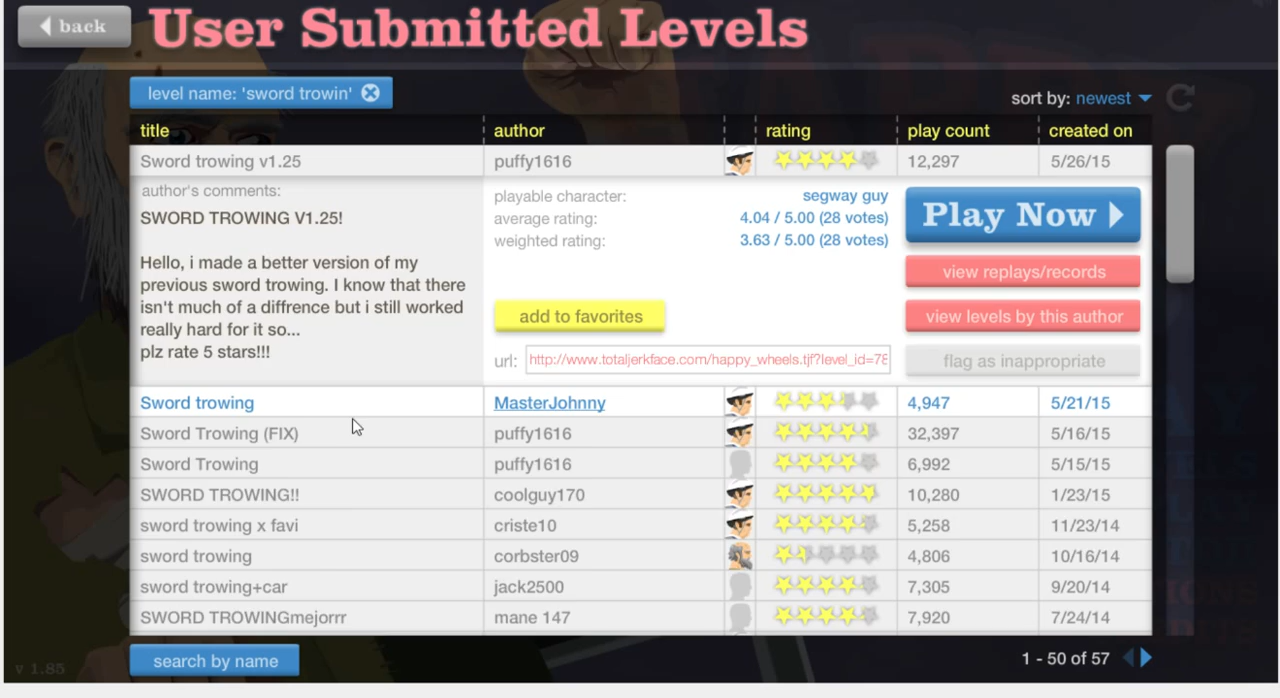 back
User Submitted Levels
level name: 'sword trowin'
sort by: newest
title author rating play count created on
Sword trowing v1.25 puffy1616 12,297 5/26/15
author's comments:
SWORD TROWING V1.25!
Hello, i made a better version of my
previous sword trowing. I know that there
isn't much of a diffrence but i still worked
really hard for it so...
plz rate 5 stars!!!
playable character: segway guy
average rating: 4.04 / 5.00 (28 votes)
weighted rating: 3.63 / 5.00 (28 votes)
add to favorites
url: http://www.totaljerkface.com/happy_wheels.tjf?level_id=78
Play Now
view replays/records
view levels by this author
flag as inappropriate
Sword trowing MasterJohnny 4,947 5/21/15
Sword Trowing (FIX) puffy1616 32,397 5/16/15
Sword Trowing puffy1616 6,992 5/15/15
SWORD TROWING!! coolguy170 10,280 1/23/15
sword trowing x favi criste10 5,258 11/23/14
sword trowing corbster09 4,806 10/16/14
sword trowing+car jack2500 7,305 9/20/14
SWORD TROWINGmejorrr mane 147 7,920 7/24/14
v 1.85
search by name
1 - 50 of 57